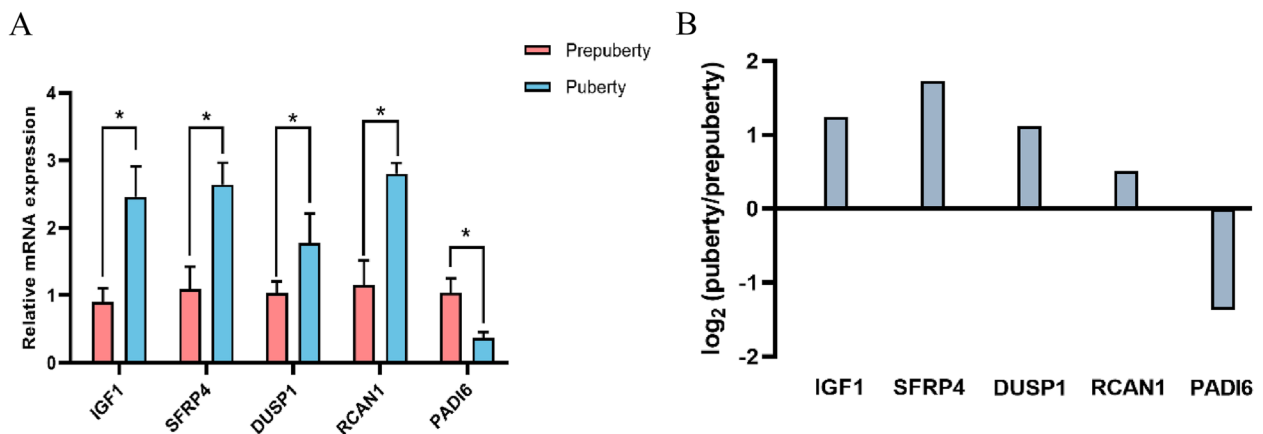 A
Prepuberty
Puberty
Relative mRNA expression
4
3
2
1
0
*
*
*
*
*
IGF1
SFRP4
DUSP1
RCAN1
PADI6
B
log2 (puberty/prepuberty)
2
1
0
-1
-2
IGF1
SFRP4
DUSP1
RCAN1
PADI6